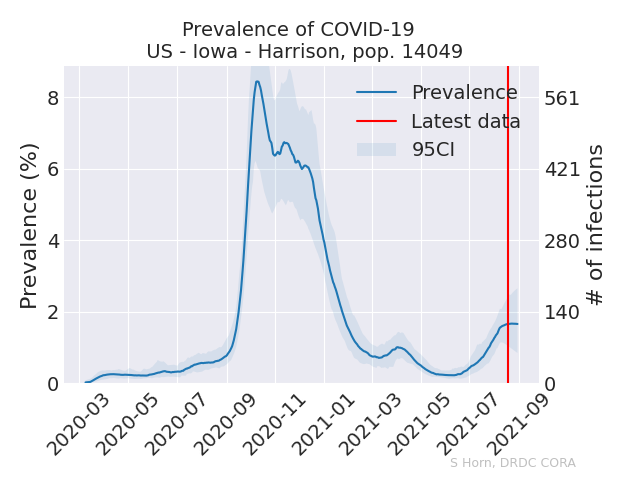 Prevalence of COVID-19
US - Iowa - Harrison, pop. 14049
Prevalence
Latest data
95CI
Prevalence (%)
8
6
4
2
0
561
421
280
140
0
# of infections
2020-03
2020-05
2020-07
2020-09
2020-11
2021-01
2021-03
2021-05
2021-07
2021-09
S Horn, DRDC CORA